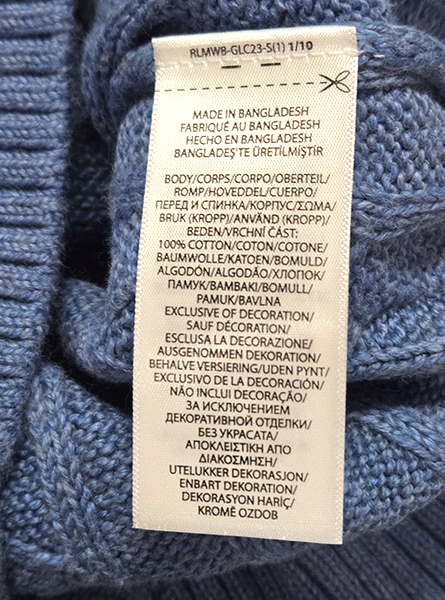 RLMWB-GLC23-S(1) 1/10
MADE IN BANGLADESH
FABRIQUÉ AU BANGLADESH
HECHO EN BANGLADESH
BANGLADEŞ'TE ÜRETİLMİŞTİR
BODY/CORPS/CORPO/OBERTEIL/
ROMP/HOVEDDEL/CUERPO/
ПЕРЕД И СПИНКА/КОРПУС/ΣΩΜΑ/
BRUK (KROPP)/ANVÄND (KROPP)/
BEDEN/VRCHNÍ ČÁST:
100% COTTON/COTON/COTONE/
BAUMWOLLE/KATOEN/BOMULD/
ALGODÓN/ALGODÃO/ХЛОПОК/
ПАМУК/ΒΑΜΒΑΚΙ/BOMULL/
PAMUK/BAVLNA
EXCLUSIVE OF DECORATION/
SAUF DÉCORATION/
ESCLUSA LA DECORAZIONE/
AUSGENOMMEN DEKORATION/
BEHALVE VERSIERING/UDEN PYNT/
EXCLUSIVO DE LA DECORACIÓN/
NÃO INCLUI DECORAÇÃO/
ЗА ИСКЛЮЧЕНИЕМ
ДЕКОРАТИВНОЙ ОТДЕЛКИ/
БЕЗ УКРАСАТА/
ΑΠΟΚΛΕΙΣΤΙΚΗ ΑΠΟ
ΔΙΑΚΟΣΜΗΣΗ/
UTELUKKER DEKORASJON/
ENBART DEKORATION/
DEKORASYON HARİÇ/
KROMĚ OZDOB